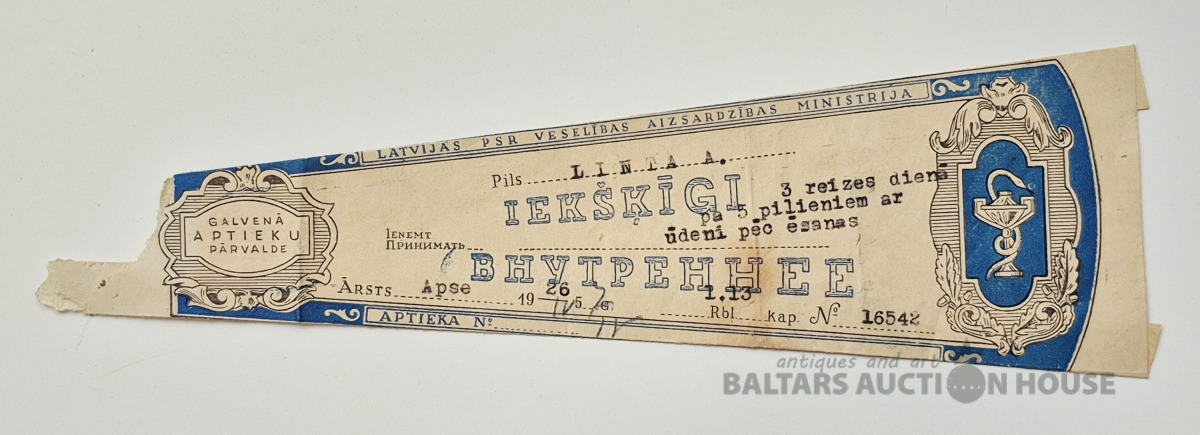 LATVIJAS PSR VESELĪBAS AIZSARDZĪBAS MINISTRIJA
GALVENĀ
APTIEKU
PĀRVALDE
Pils. LINTA A.
IEKŠĶĪGI
3 reizes dienā
pa 5 pilieniem ar
ūdeni pēc ēsanas
IEŅEMT
ПРИНИМАТЬ
ВНУТРЕННЕЕ
ĀRSTS Apse 19 26 5 1.13 Rbl. kap. № 16542
APTIEKA №
antiques and art
BALTARS AUCTION HOUSE